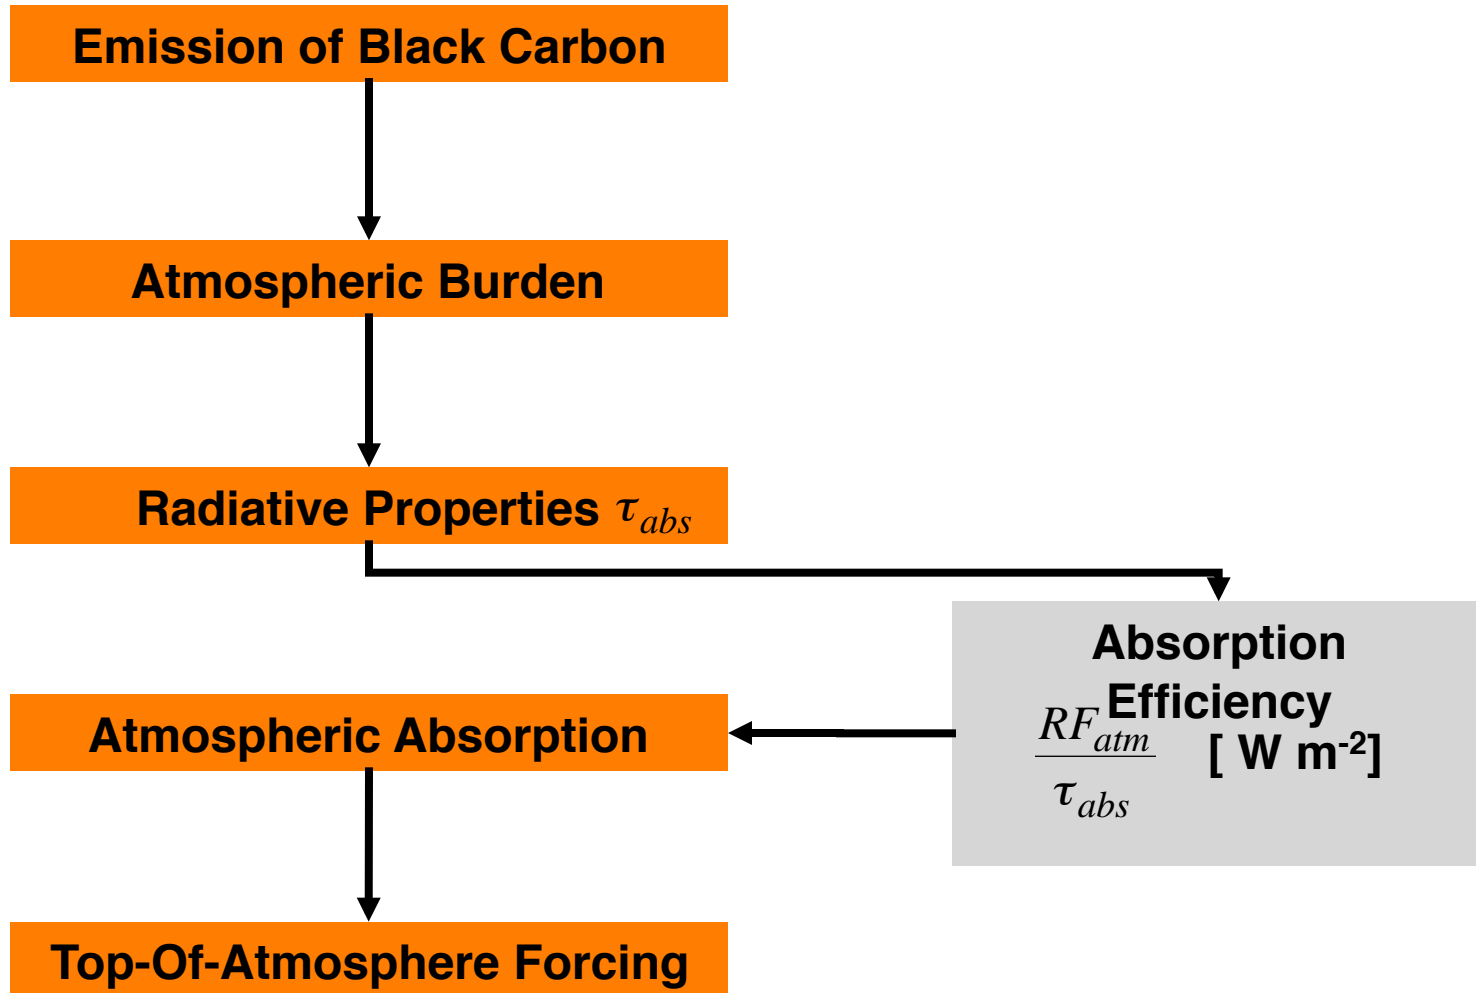 Emission of Black Carbon
Atmospheric Burden
Radiative Properties τabs
Absorption
Efficiency
RFatm
τabs
[ W m-2]
Atmospheric Absorption
Top-Of-Atmosphere Forcing